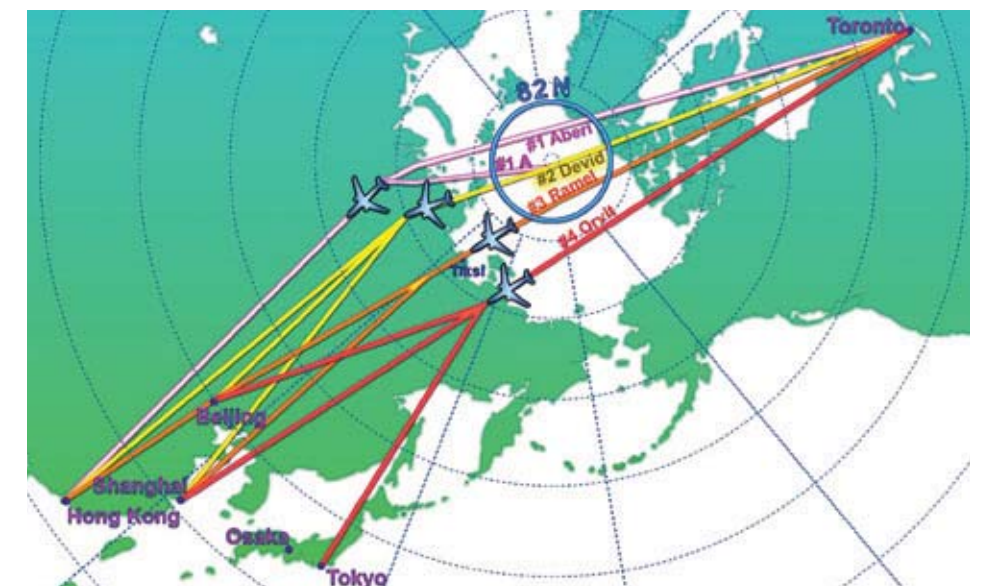 Toronto
82 N
#1 Aberi
#1 A
#2 Devid
#3 Ramel
#4 Orvit
Tiksi
Beijing
Shanghai
Hong Kong
Osaka
Tokyo